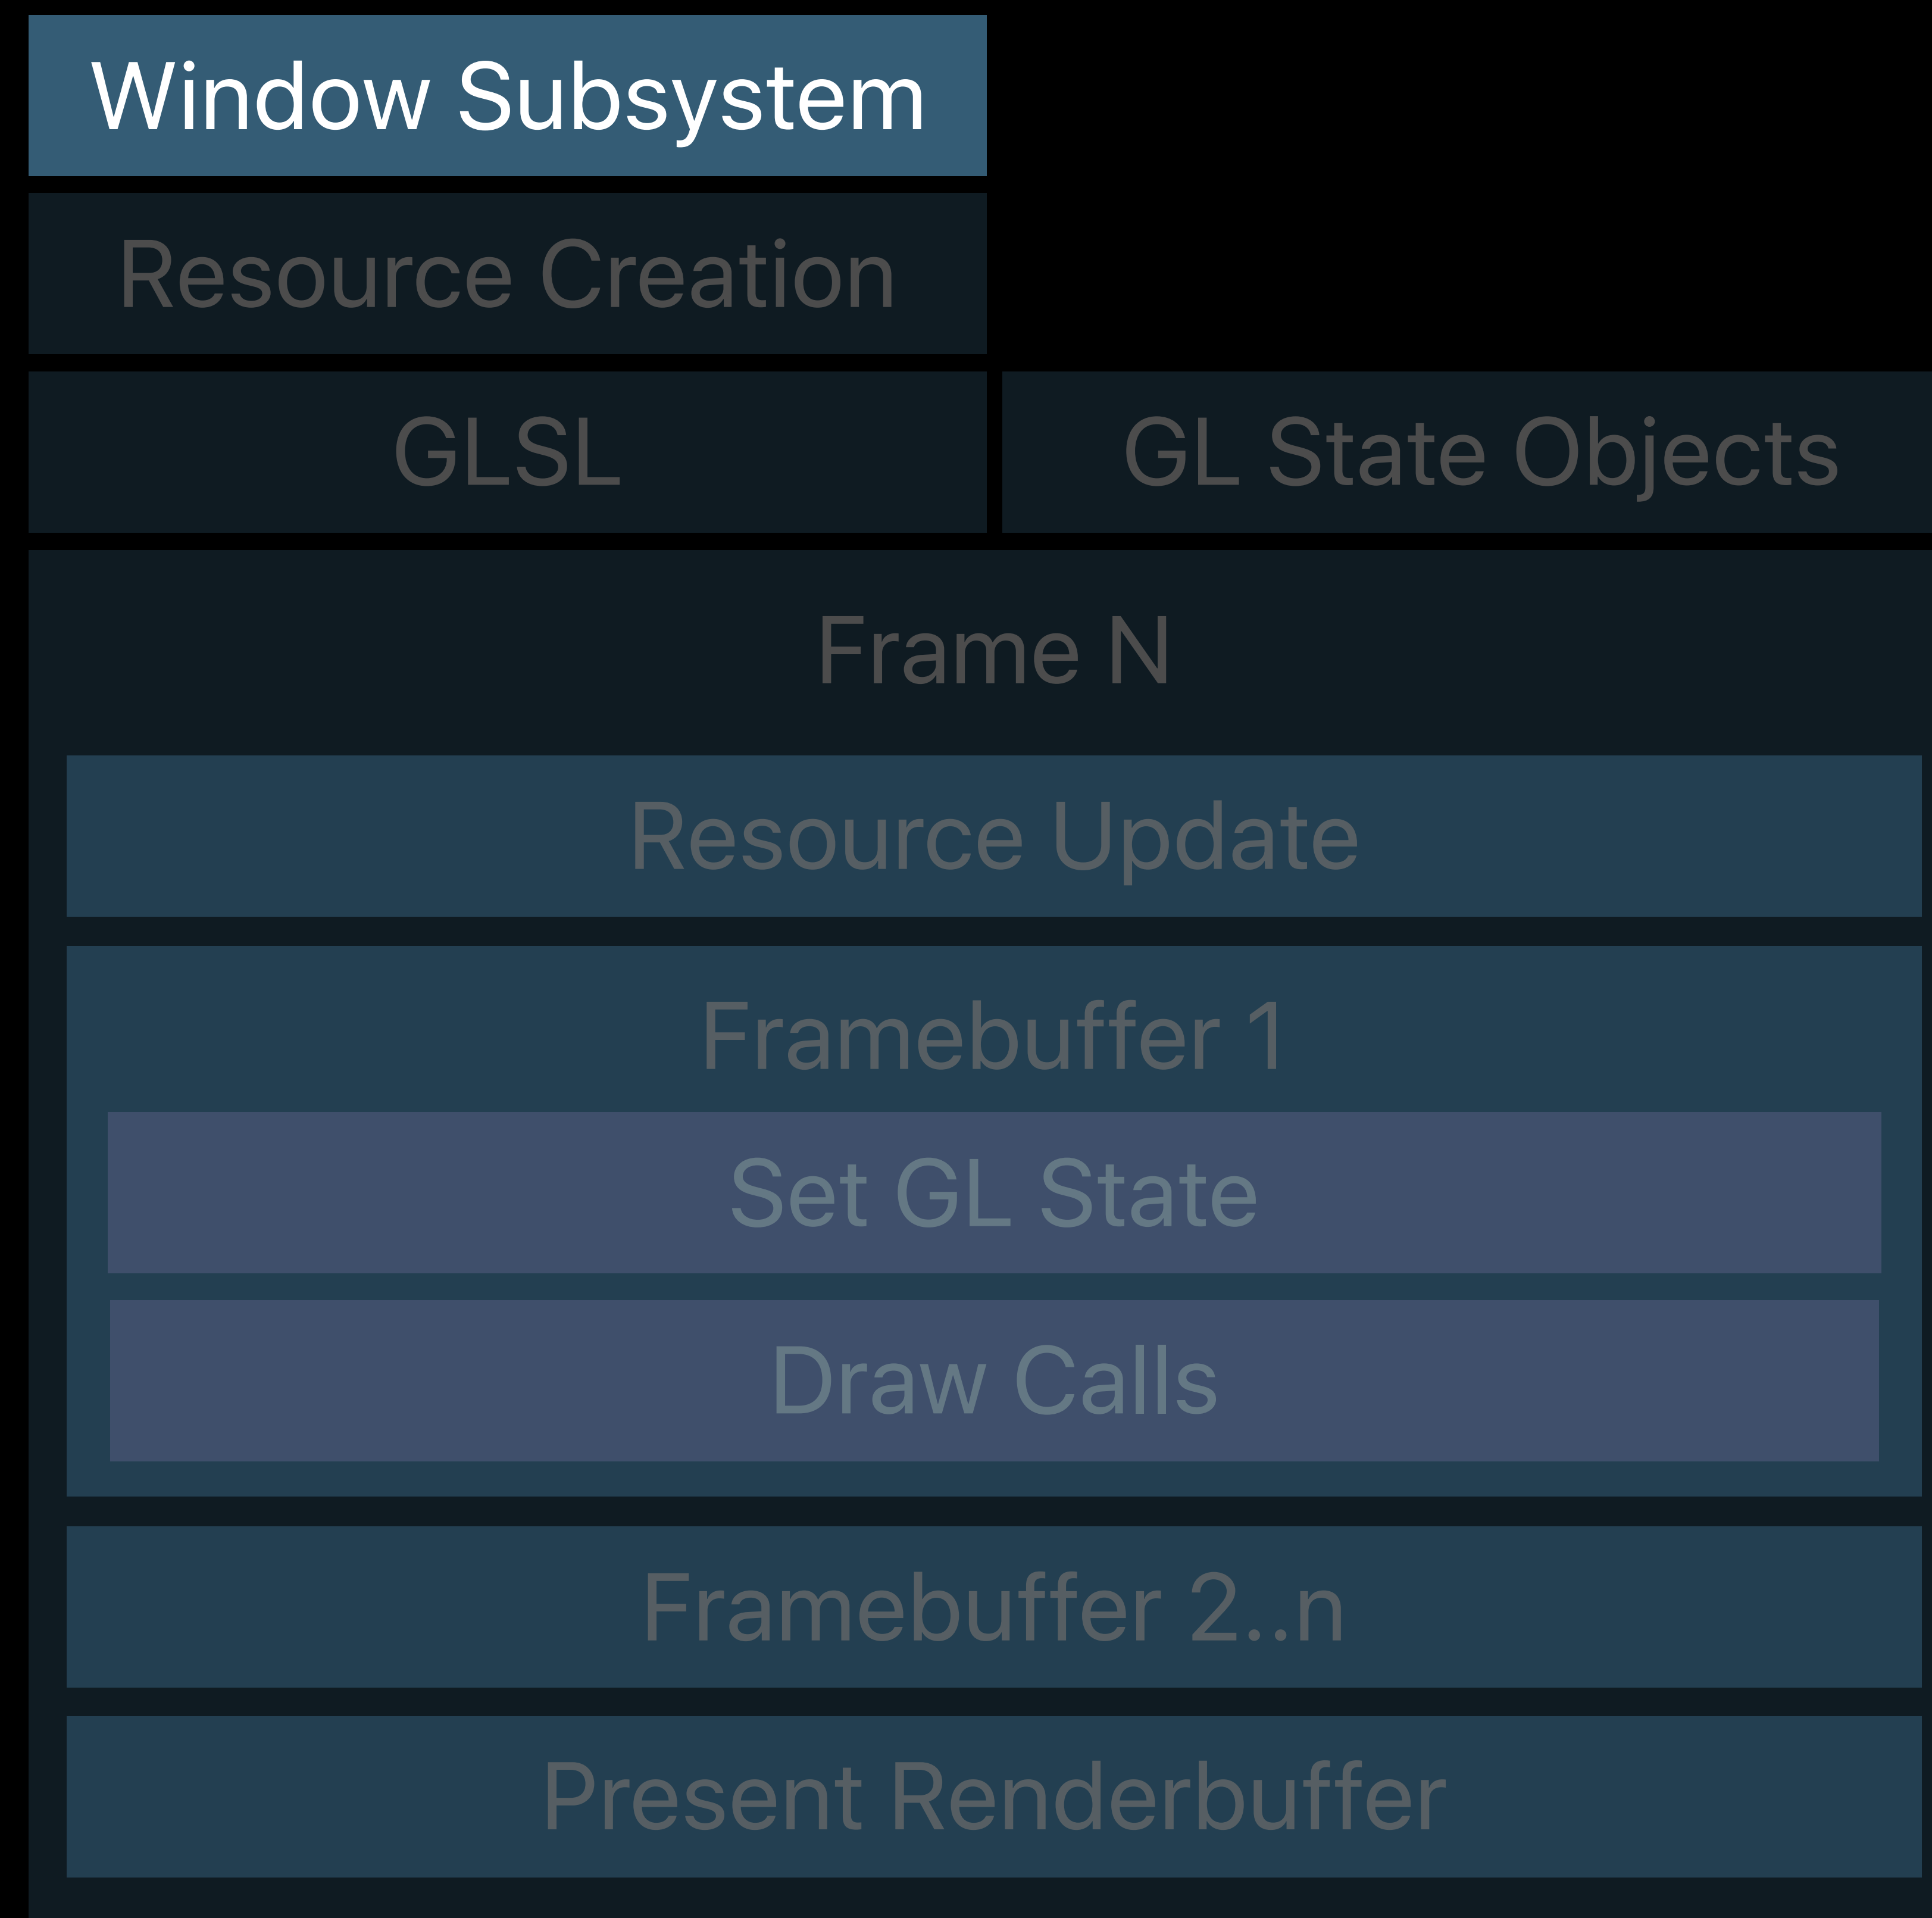 Window Subsystem
Resource Creation
GLSL
GL State Objects
Frame N
Resource Update
Framebuffer 1
Set GL State
Draw Calls
Framebuffer 2..n
Present Renderbuffer